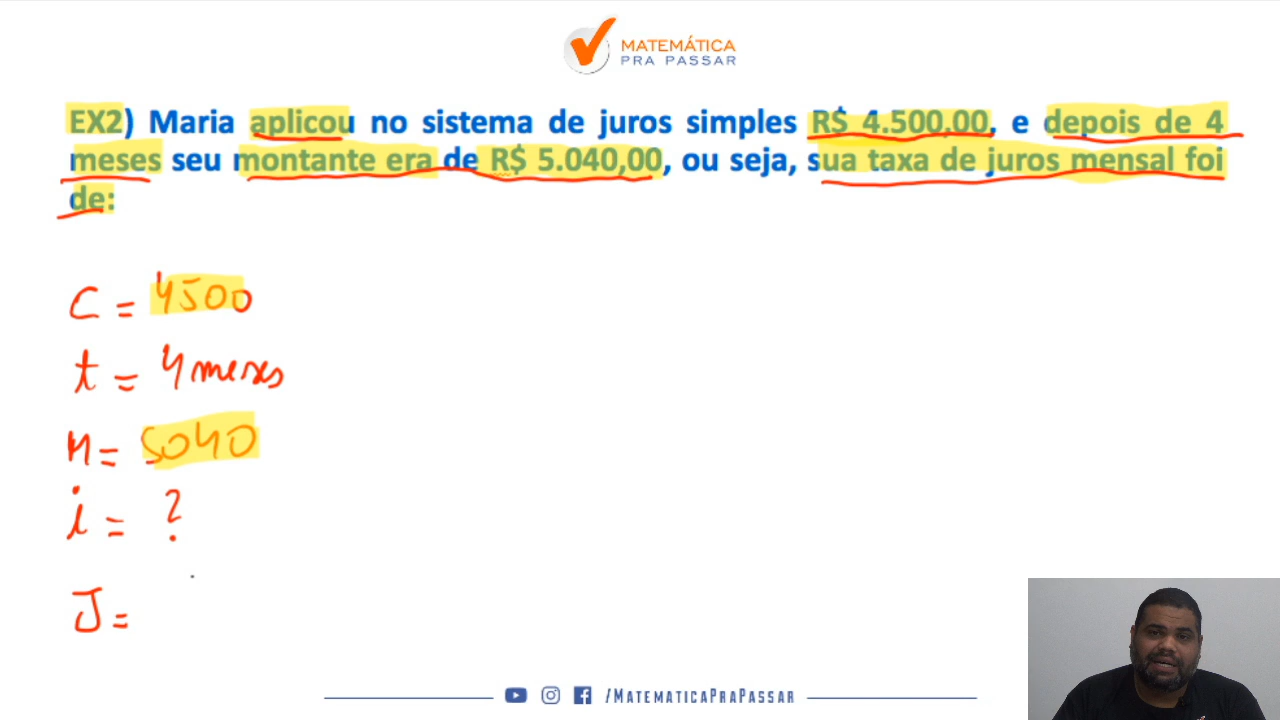 MATEMÁTICA
PRA PASSAR
EX2) Maria aplicou no sistema de juros simples R$ 4.500,00, e depois de 4
meses seu montante era de R$ 5.040,00, ou seja, sua taxa de juros mensal foi
de:
C = 4500
t = 4 meses
M = 5040
i = ?
J =
/MATEMATICAPRAPASSAR